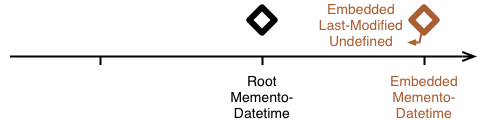 Embedded
Last-Modified
Undefined
Root
Memento-
Datetime
Embedded
Memento-
Datetime